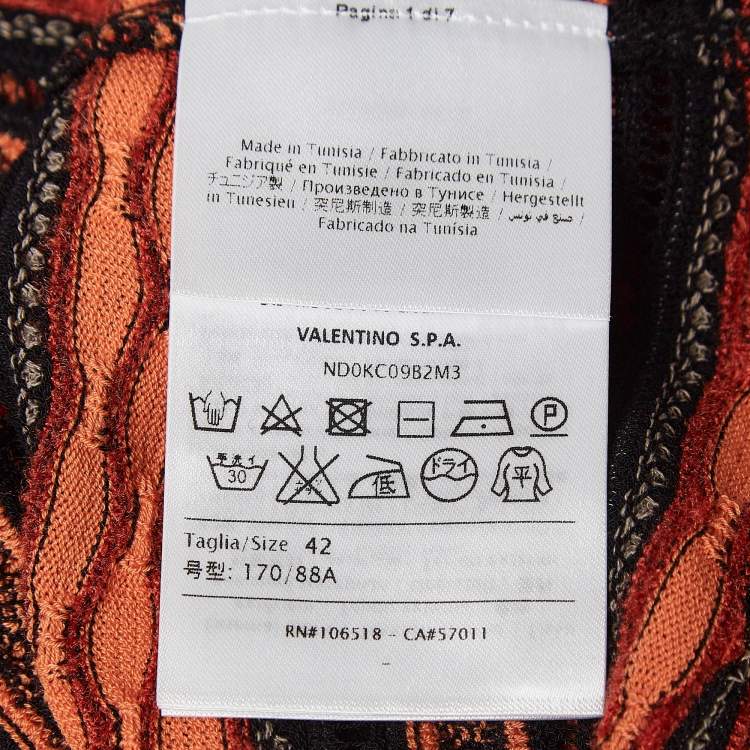 Pagina 1 di 7
Made in Tunisia / Fabbricato in Tunisia /
Fabriqué en Tunisie / Fabricado en Tunisia /
チュニジア製 / Произведено в Тунисе / Hergestellt
in Tunesien / 突尼斯制造 / 突尼斯製造 / صنع في تونس /
Fabricado na Tunísia
VALENTINO S.P.A.
ND0KC09B2M3
P
手洗イ
30
低
ドライ
平
Taglia/Size 42
号型: 170/88A
RN#106518 - CA#57011
-